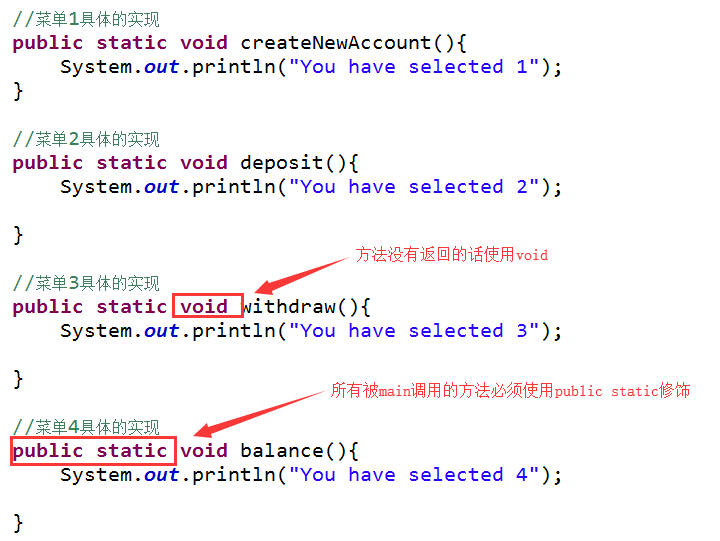 //菜单1具体的实现
public static void createNewAccount(){
    System.out.println("You have selected 1");
}
//菜单2具体的实现
public static void deposit(){
    System.out.println("You have selected 2");
}
方法没有返回的话使用void
//菜单3具体的实现
public static void withdraw(){
    System.out.println("You have selected 3");
}
所有被main调用的方法必须使用public static修饰
//菜单4具体的实现
public static void balance(){
    System.out.println("You have selected 4");
}